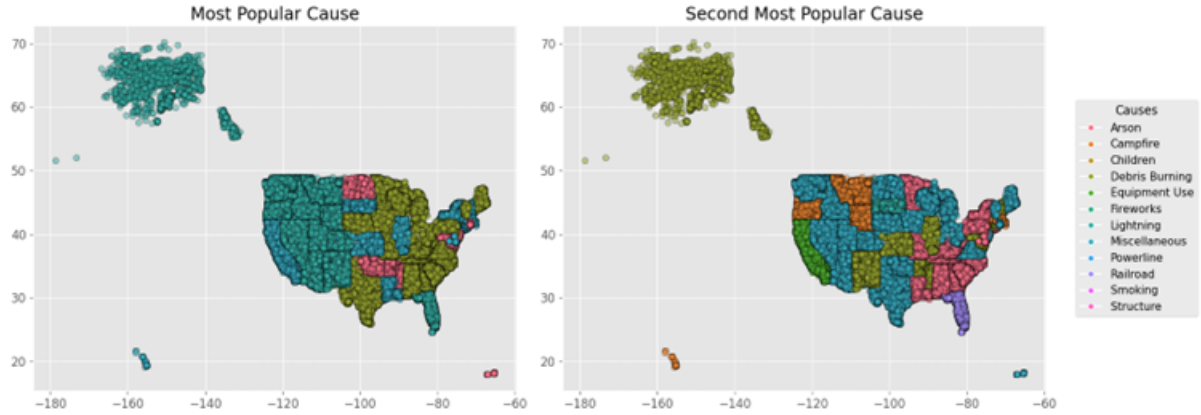 Most Popular Cause
Second Most Popular Cause
70
60
50
40
30
20
−180
−160
−140
−120
−100
−80
−60
70
60
50
40
30
20
−180
−160
−140
−120
−100
−80
−60
Causes
Arson
Campfire
Children
Debris Burning
Equipment Use
Fireworks
Lightning
Miscellaneous
Powerline
Railroad
Smoking
Structure